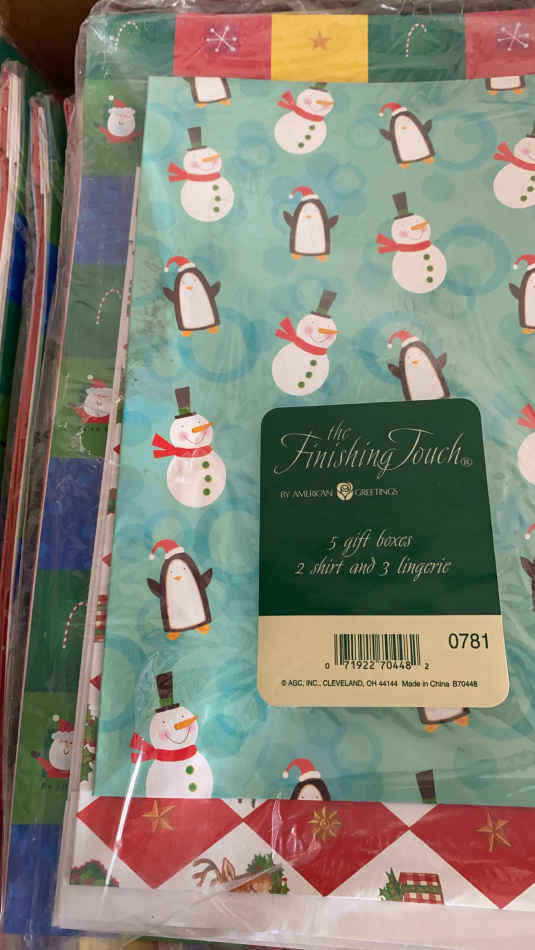 the
Finishing Touch®
BY AMERICAN GREETINGS
5 gift boxes
2 shirt and 3 lingerie
0781
0 71922 70448 2
© AGC, INC., CLEVELAND, OH 44144 Made in China B70448